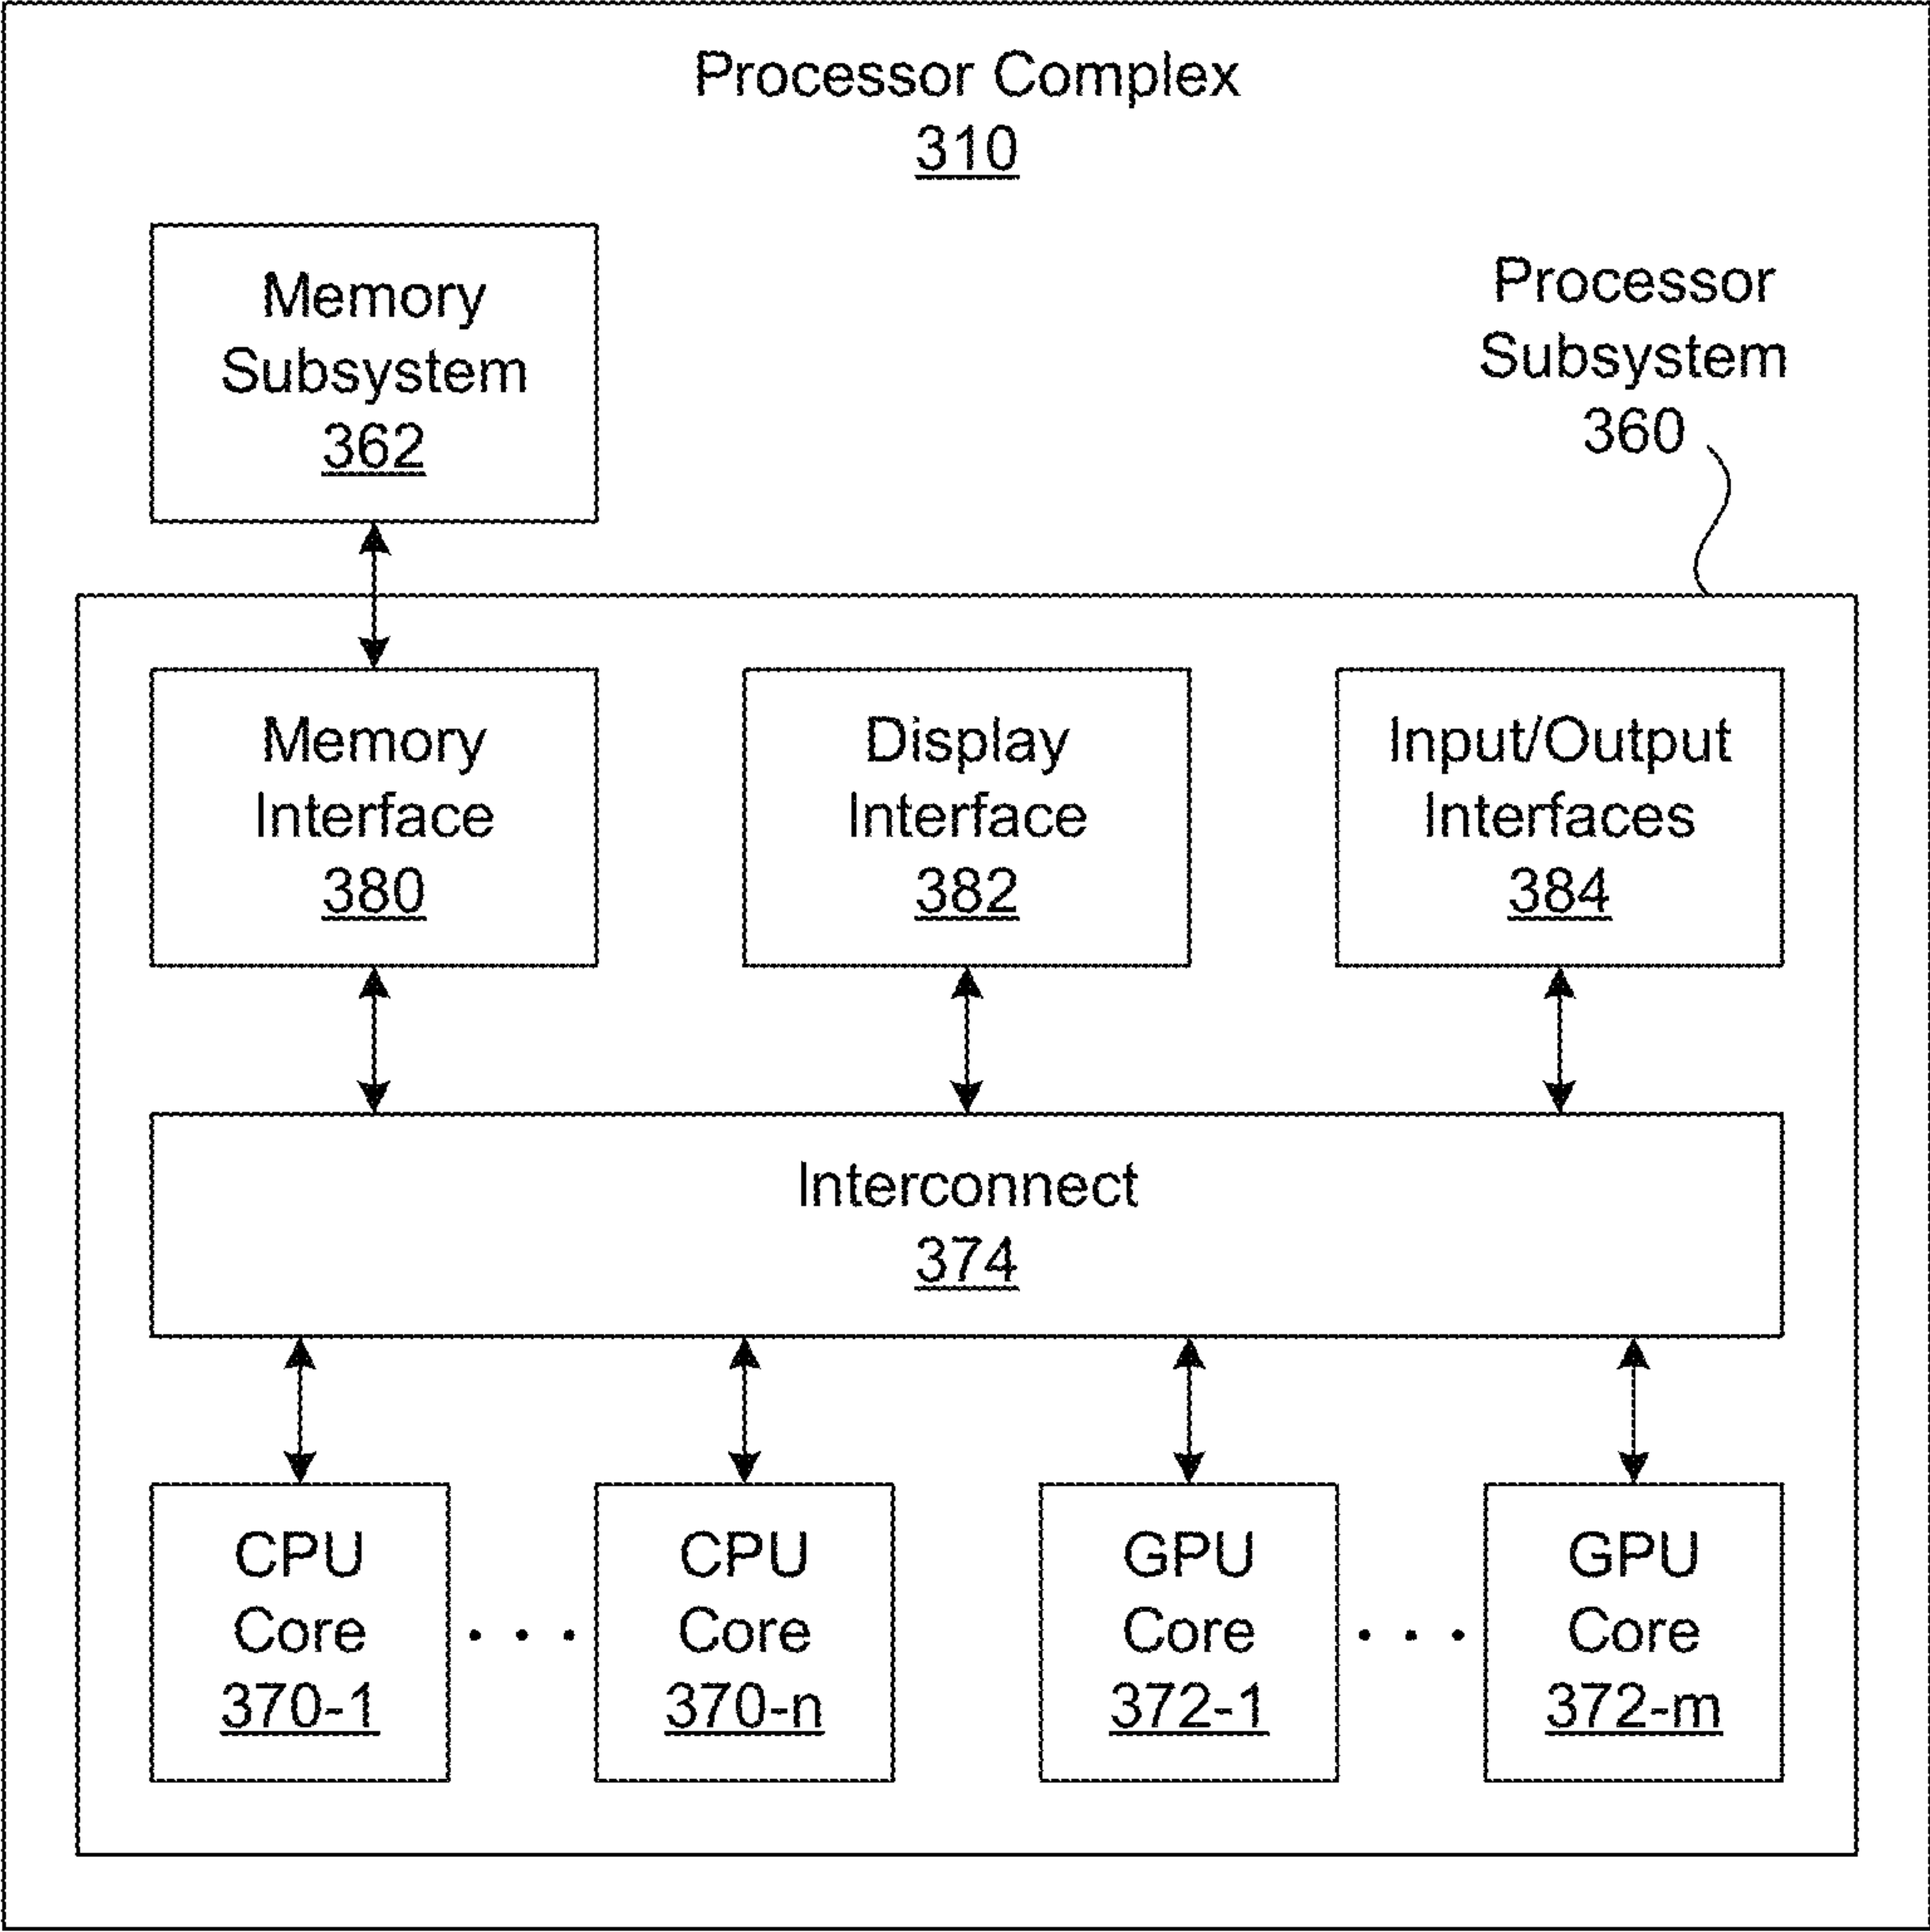 Processor Complex
310
Memory
Subsystem
362
Processor
Subsystem
360
Memory
Interface
380
Display
Interface
382
Input/Output
Interfaces
384
Interconnect
374
CPU
Core
370-1
. . .
CPU
Core
370-n
GPU
Core
372-1
. . .
GPU
Core
372-m